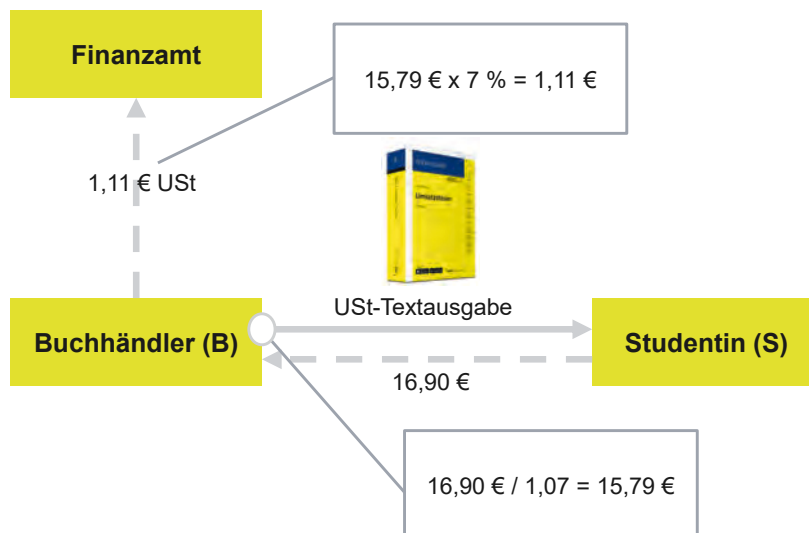 Finanzamt
15,79 € x 7 % = 1,11 €
1,11 € USt
Umsatzsteuer
USt-Textausgabe
Buchhändler (B)
Studentin (S)
16,90 €
16,90 € / 1,07 = 15,79 €